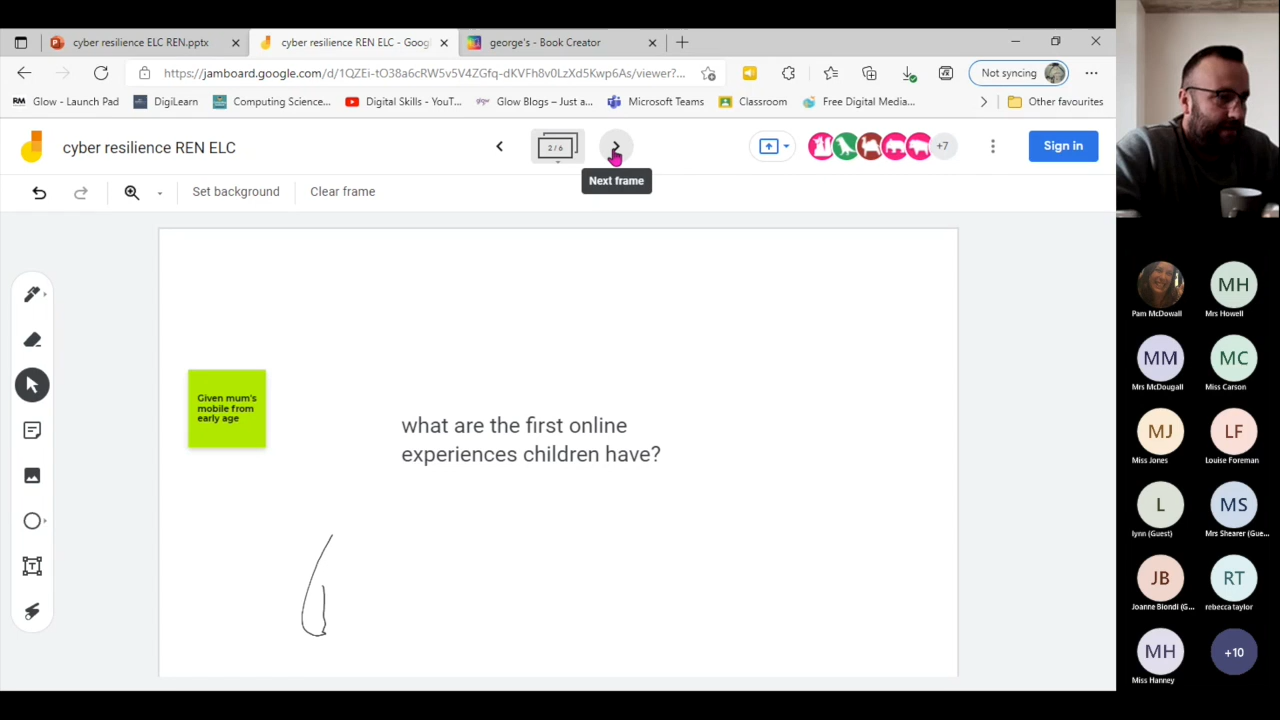 cyber resilience ELC REN.pptx
cyber resilience REN ELC - Goog
george's - Book Creator
https://jamboard.google.com/d/1QZEi-tO38a6cRW5v5V4ZGfq-dKVFh8v0LzXd5Kwp6As/viewer?...
Not syncing
RM Glow - Launch Pad
DigiLearn
Computing Science...
Digital Skills - YouT...
Glow Blogs – Just a...
Microsoft Teams
Classroom
Free Digital Media...
Other favourites
cyber resilience REN ELC
2 / 6
+7
Sign in
Next frame
Set background
Clear frame
Given mum's
mobile from
early age
what are the first online
experiences children have?
Pam McDowall
MH
Mrs Howell
MM
Mrs McDougall
MC
Miss Carson
MJ
Miss Jones
LF
Louise Foreman
L
lynn (Guest)
MS
Mrs Shearer (Gue...
JB
Joanne Biondi (G...
RT
rebecca taylor
MH
Miss Hanney
+10